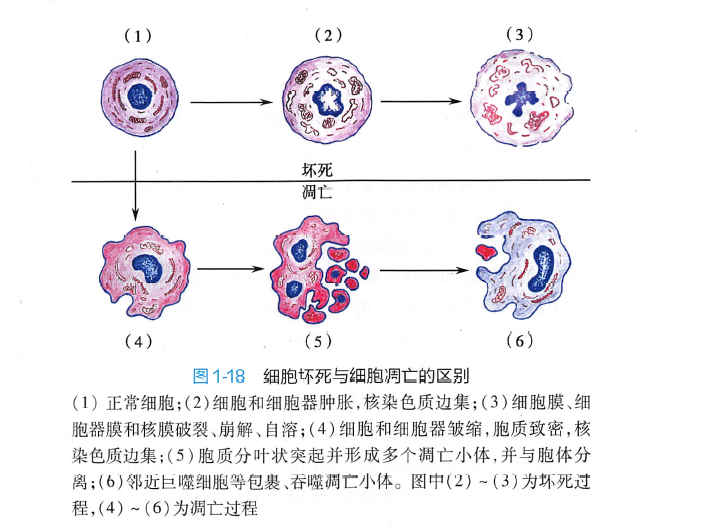 (1)
(2)
(3)
坏死
凋亡
(4)
(5)
(6)
图1-18 细胞坏死与细胞凋亡的区别
(1) 正常细胞;(2)细胞和细胞器肿胀,核染色质边集;(3)细胞膜、细
胞器膜和核膜破裂、崩解、自溶;(4)细胞和细胞器皱缩,胞质致密,核
染色质边集;(5)胞质分叶状突起并形成多个凋亡小体,并与胞体分
离;(6)邻近巨噬细胞等包裹、吞噬凋亡小体。图中(2)~(3)为坏死过
程,(4)~(6)为凋亡过程